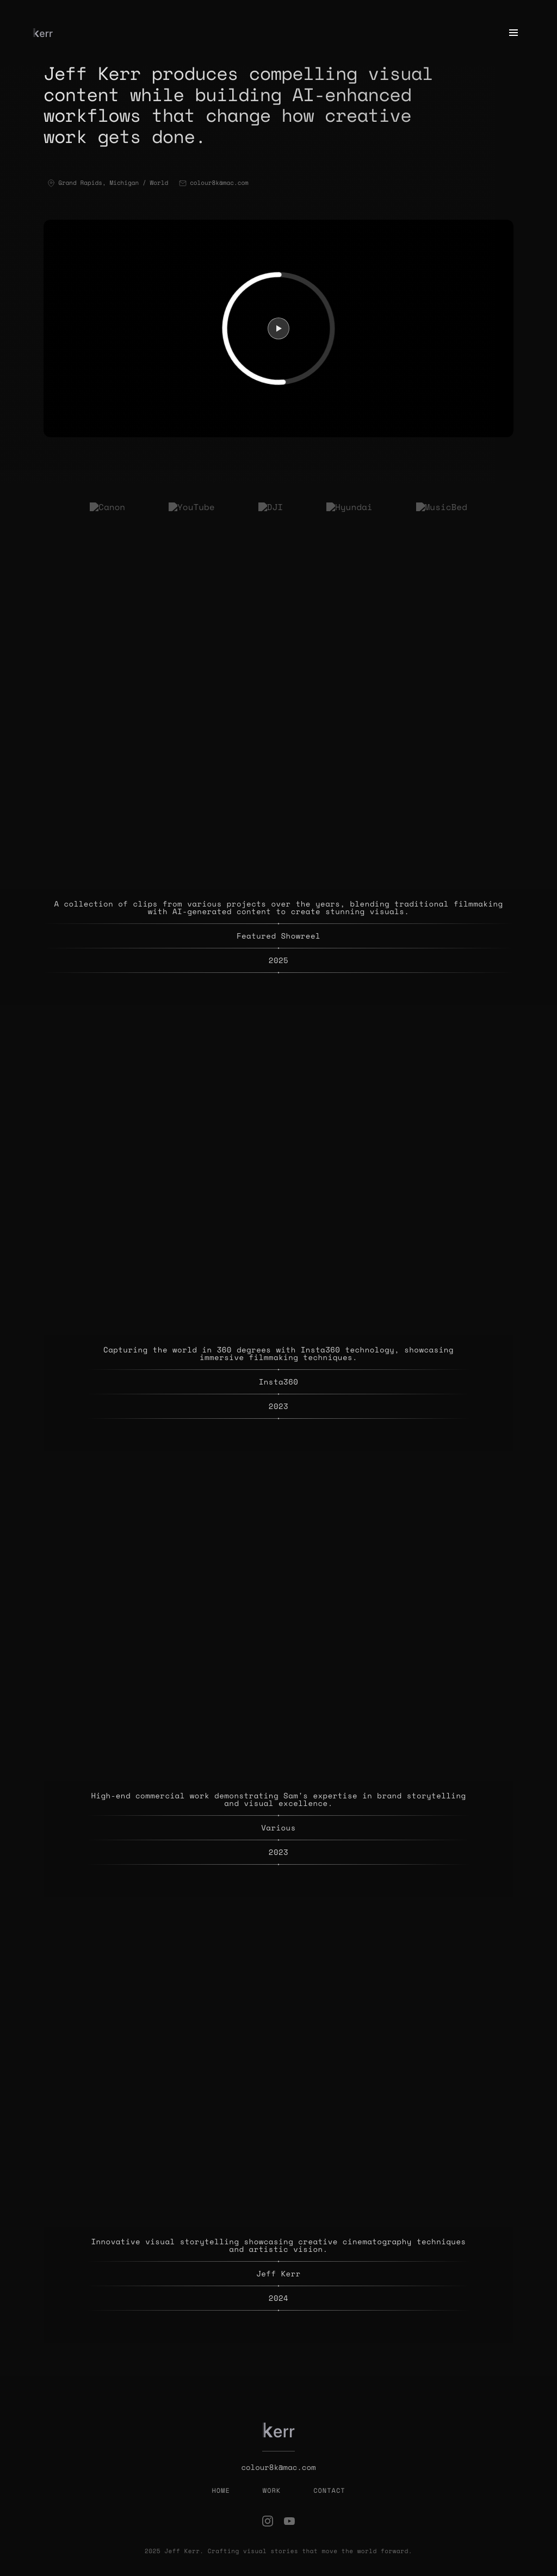 kerr
Jeff Kerr produces compelling visual
content while building AI-enhanced
workflows that change how creative
work gets done.
Grand Rapids, Michigan / World colour8k@mac.com
Canon YouTube DJI Hyundai MusicBed
A collection of clips from various projects over the years, blending traditional filmmaking
with AI-generated content to create stunning visuals.
Featured Showreel
2025
Capturing the world in 360 degrees with Insta360 technology, showcasing
immersive filmmaking techniques.
Insta360
2023
High-end commercial work demonstrating Sam's expertise in brand storytelling
and visual excellence.
Various
2023
Innovative visual storytelling showcasing creative cinematography techniques
and artistic vision.
Jeff Kerr
2024
kerr
colour8k@mac.com
HOME WORK CONTACT
2025 Jeff Kerr. Crafting visual stories that move the world forward.